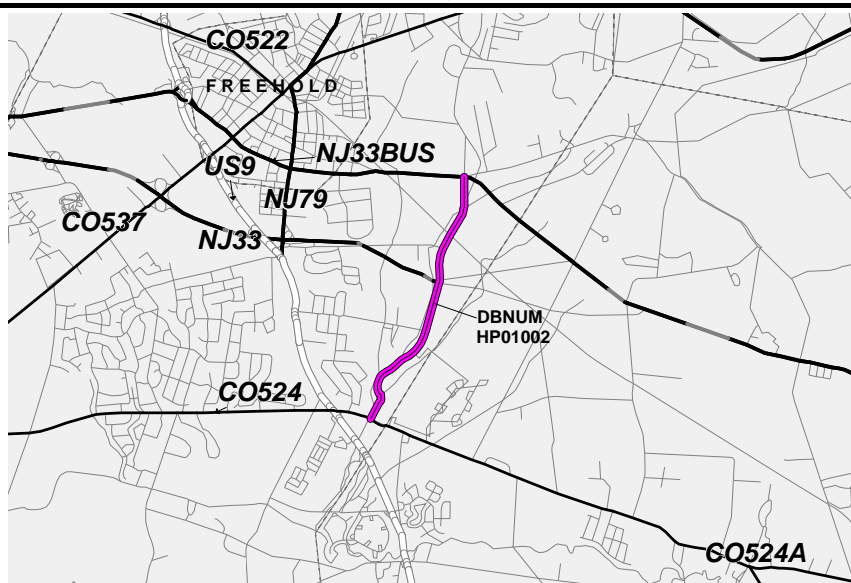 CO522
FREEHOLD
NJ33BUS
US9
NJ79
CO537
NJ33
DBNUM
HP01002
CO524
CO524A